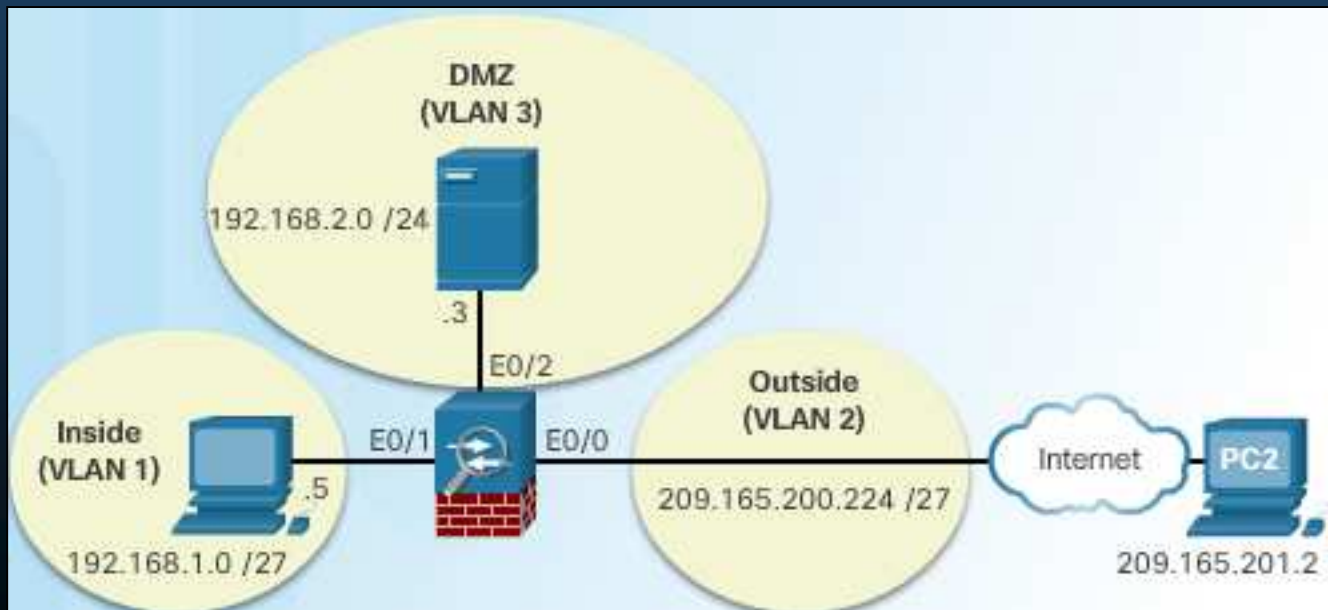 DMZ
(VLAN 3)
192.168.2.0 /24
.3
E0/2
Inside
(VLAN 1)
.5
192.168.1.0 /27
E0/1
E0/0
Outside
(VLAN 2)
209.165.200.224 /27
Internet
PC2
209.165.201.2